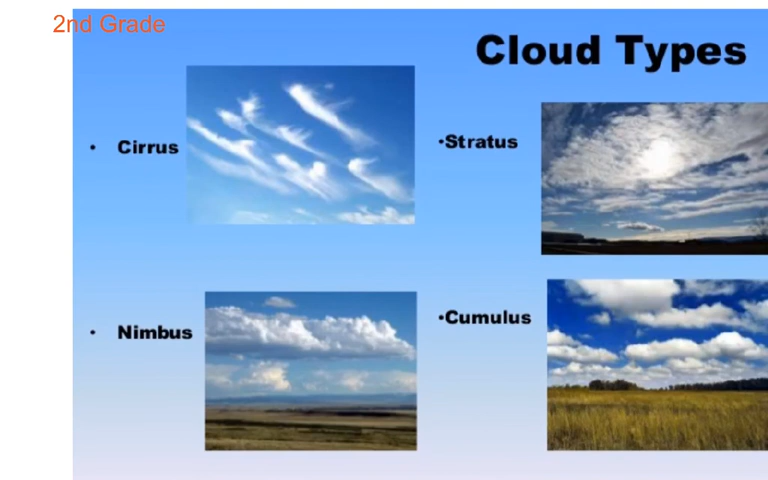 2nd Grade
Cloud Types
• Cirrus
•Stratus
• Nimbus
•Cumulus